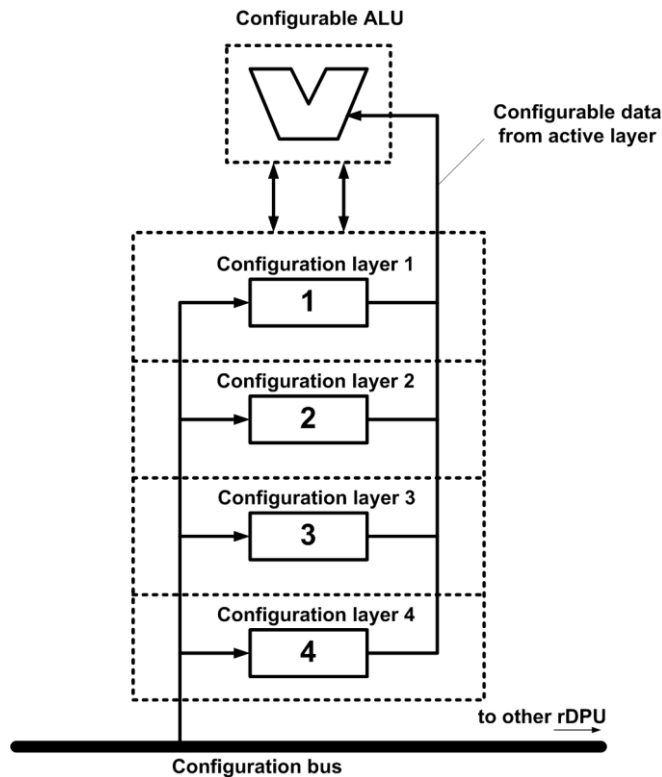 Configurable ALU
Configurable data
from active layer
Configuration layer 1
1
Configuration layer 2
2
Configuration layer 3
3
Configuration layer 4
4
to other rDPU
Configuration bus